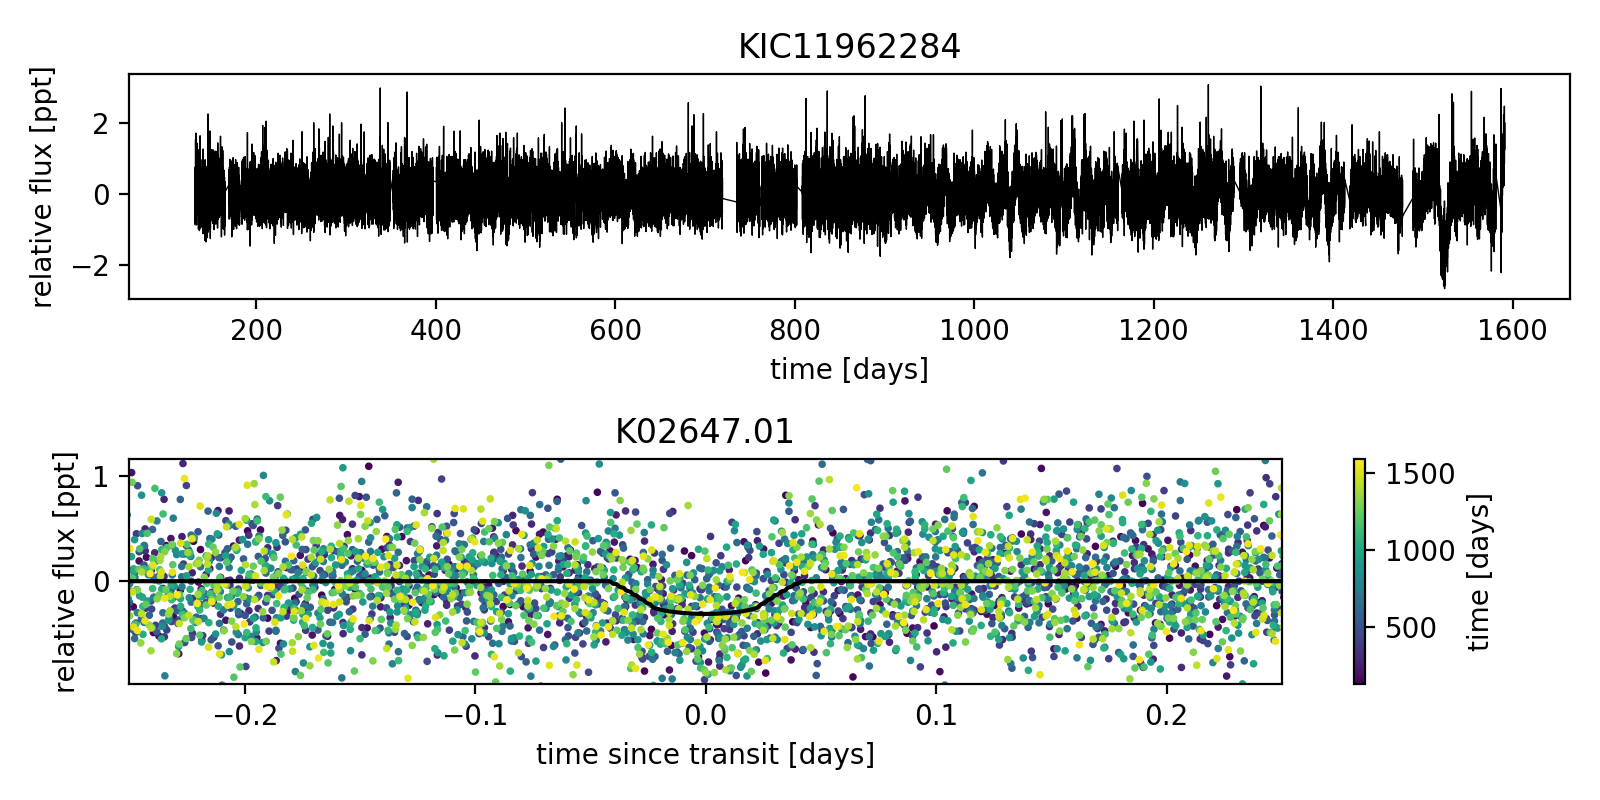 KIC11962284
relative flux [ppt]
2
0
−2
200 400 600 800 1000 1200 1400 1600
time [days]
K02647.01
relative flux [ppt]
1
0
−0.2 −0.1 0.0 0.1 0.2
time since transit [days]
1500
1000
500
time [days]